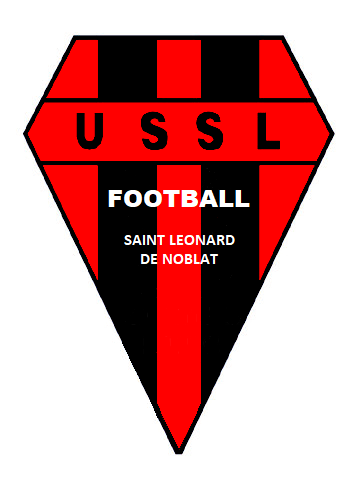 U S S L
FOOTBALL
SAINT LEONARD
DE NOBLAT